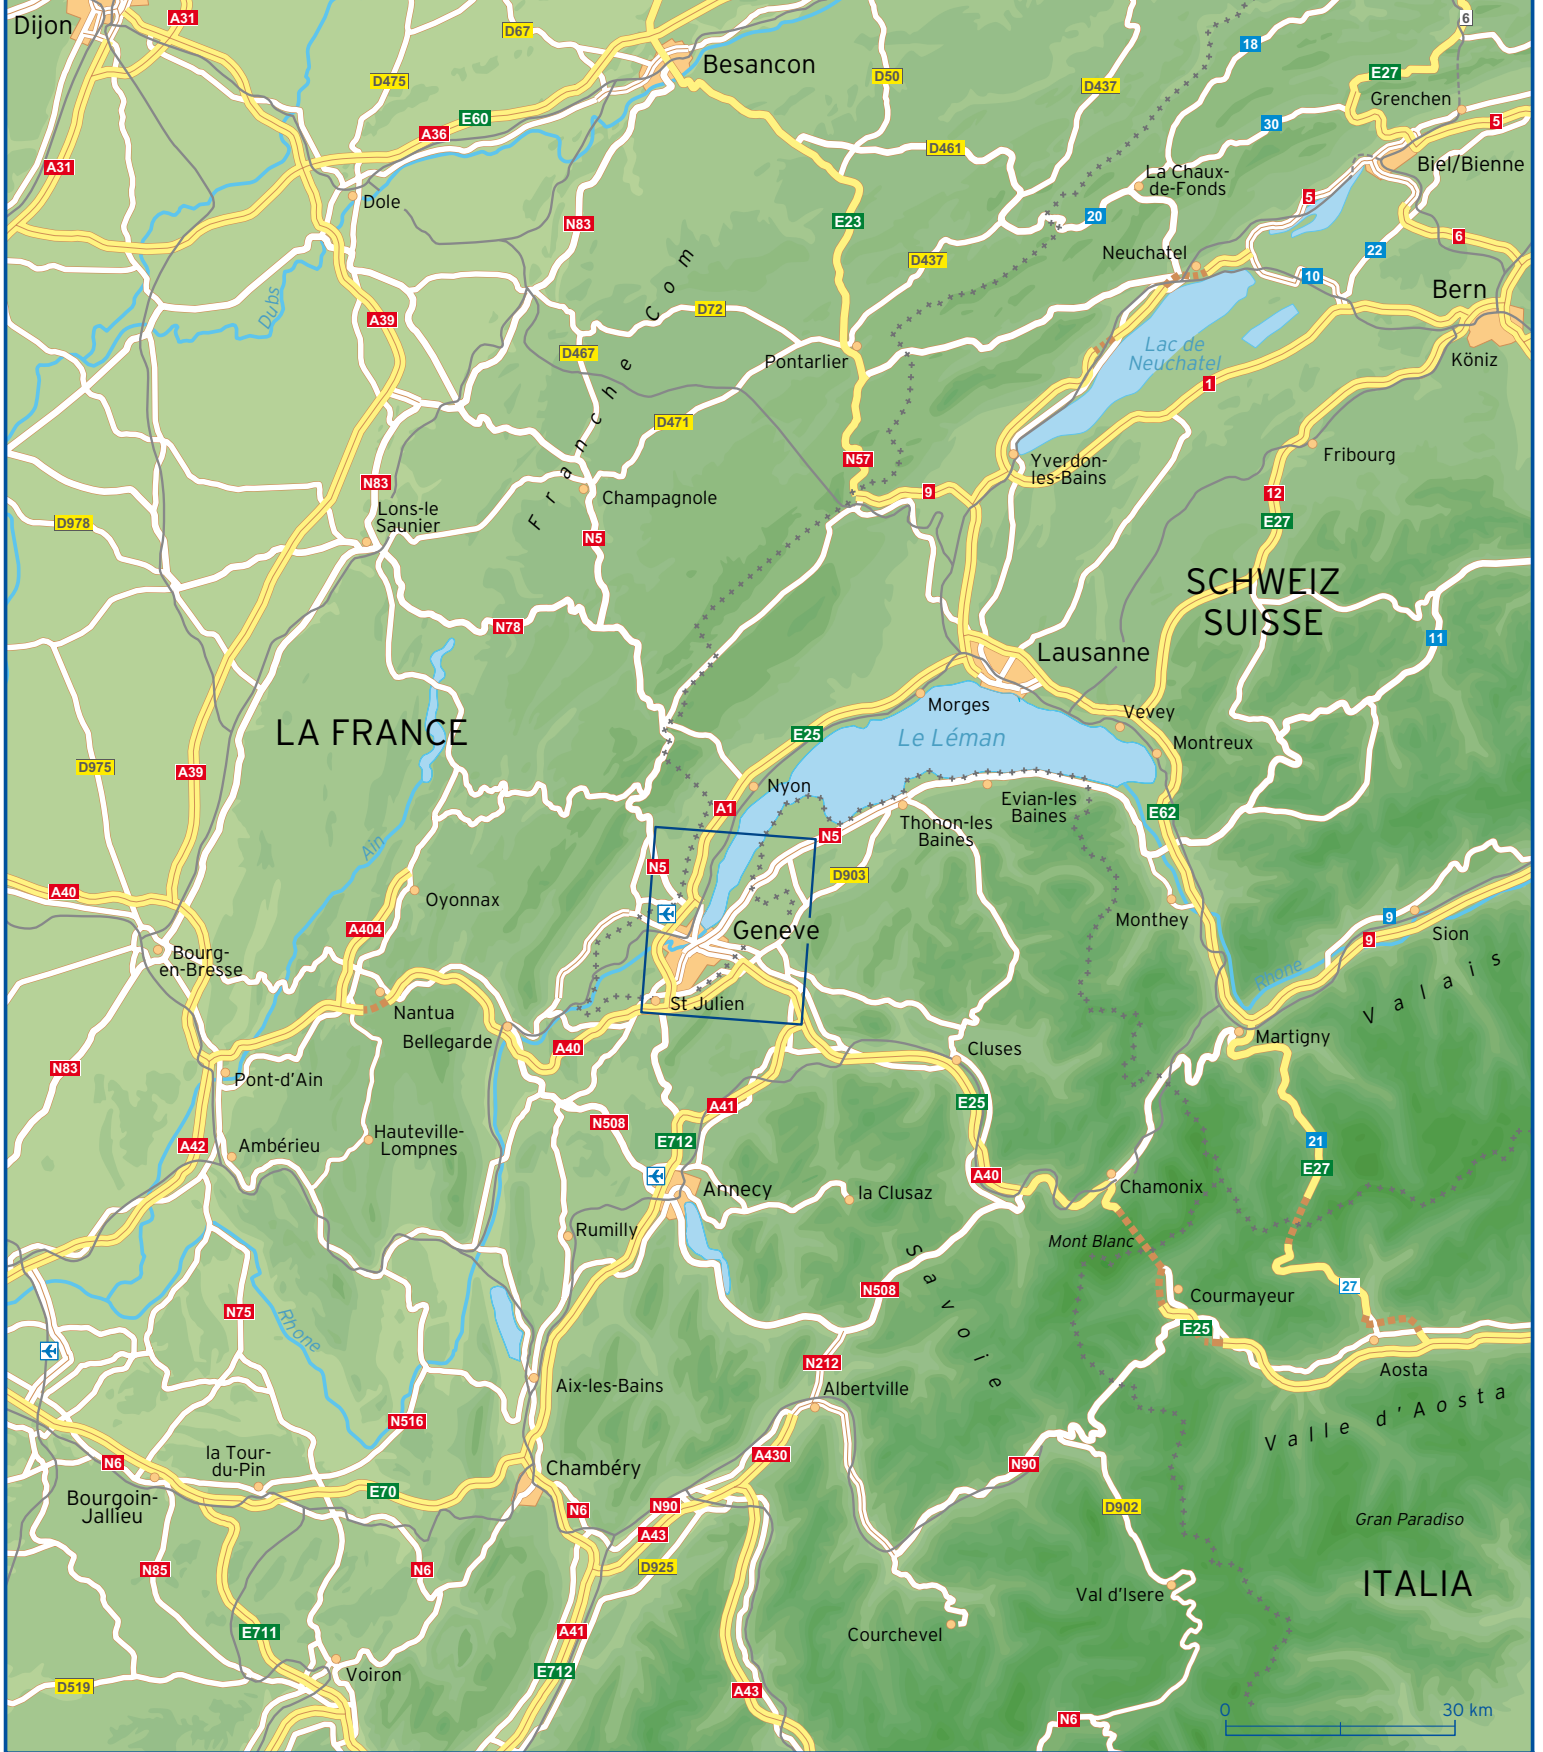 Dijon
A31
D67
6
18
Besancon
E27
D475
D50
D437
Grenchen
E60
A36
30
5
D461
A31
Biel/Bienne
La Chaux-
de-Fonds
Dole
5
20
N83
E23
6
22
Neuchatel
D437
10
Bern
Dubs
Franche Com
D72
A39
Lac de
Neuchatel
D467
Pontarlier
Köniz
1
D471
Fribourg
N57
Yverdon-
les-Bains
N83
9
12
Champagnole
Lons-le
Saunier
D978
E27
N5
SCHWEIZ
SUISSE
N78
11
Lausanne
Morges
Vevey
LA FRANCE
E25
Le Léman
Montreux
D975
A39
Nyon
Evian-les
Baines
A1
E62
Thonon-les
Baines
N5
Ain
N5
D903
A40
Oyonnax
9
Monthey
A404
Geneve
Sion
9
Bourg-
en-Bresse
Rhone
Valais
St Julien
Nantua
Bellegarde
Martigny
A40
Cluses
N83
Pont-d'Ain
E25
A41
N508
Hauteville-
Lompnes
E712
21
A42
Ambérieu
E27
A40
Annecy
la Clusaz
Chamonix
Rumilly
Mont Blanc
Savoie
N508
27
Courmayeur
N75
Rhone
E25
N212
Aosta
Aix-les-Bains
Albertville
Valle d'Aosta
N516
la Tour-
du-Pin
A430
N6
Chambéry
N90
E70
Bourgoin-
Jallieu
N90
D902
N6
Gran Paradiso
A43
N85
N6
D925
ITALIA
Val d'Isere
E711
A41
Courchevel
Voiron
E712
D519
A43
0
30 km
N6